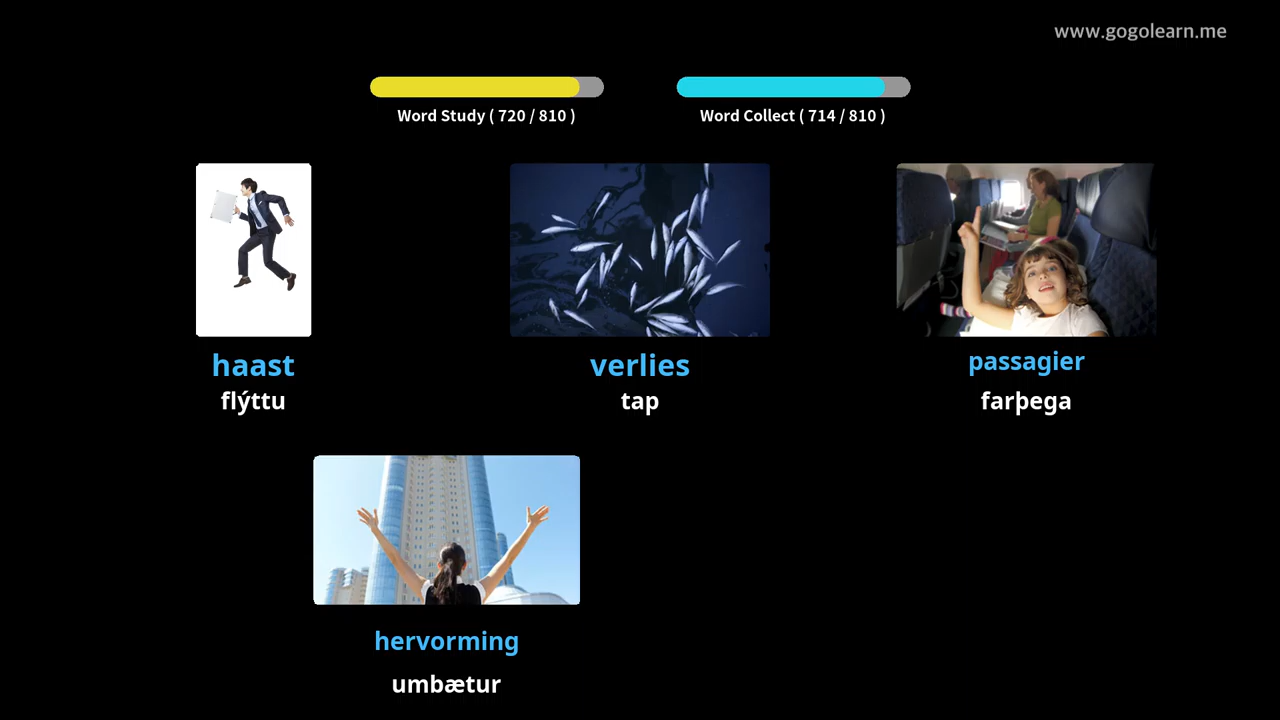 www.gogolearn.me
Word Study ( 720 / 810 )
Word Collect ( 714 / 810 )
haast
flýttu
verlies
tap
passagier
farþega
hervorming
umbætur